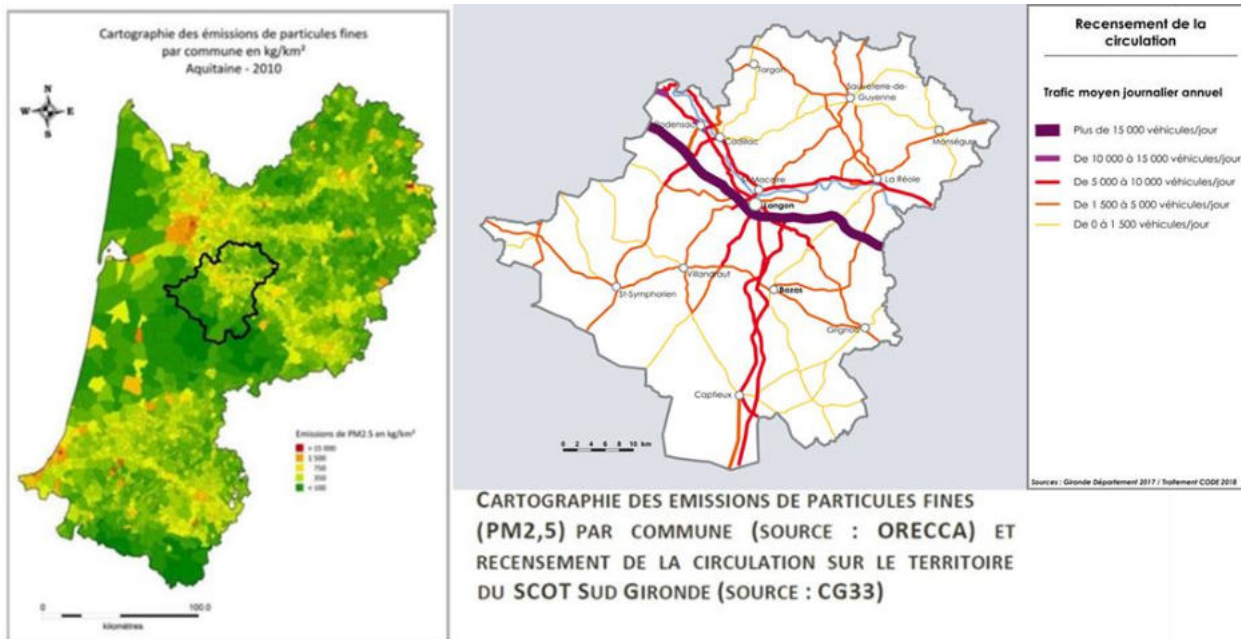 Cartographie des émissions de particules fines
par commune en kg/km²
Aquitaine - 2010
N
W E
S
Emissions de PM2.5 en kg/km²
> 15 000
1 500
750
350
< 100
0 100.0
kilomètres
Targon
Sauveterre-de-
Guyenne
Podensac
Cadillac
Monségur
St-Macaire
La Réole
Langon
Villandraut
St-Symphorien
Bazas
Grignols
Captieux
0 2 4 6 8 10 km
Recensement de la
circulation
Trafic moyen journalier annuel
Plus de 15 000 véhicules/jour
De 10 000 à 15 000 véhicules/jour
De 5 000 à 10 000 véhicules/jour
De 1 500 à 5 000 véhicules/jour
De 0 à 1 500 véhicules/jour
Sources : Gironde Département 2017 / Traitement CODE 2018
CARTOGRAPHIE DES EMISSIONS DE PARTICULES FINES
(PM2,5) PAR COMMUNE (SOURCE : ORECCA) ET
RECENSEMENT DE LA CIRCULATION SUR LE TERRITOIRE
DU SCOT SUD GIRONDE (SOURCE : CG33)